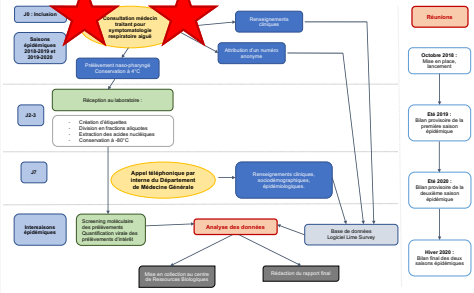 J0 : Inclusion
Saisons
épidémiques
2018-2019 et
2019-2020
Consultation médecin
traitant pour
symptomatologie
respiratoire aiguë
Renseignements
cliniques
Attribution d'un numéro
anonyme
Prélèvement naso-pharyngé
Conservation à 4°C
J2-3
Réception au laboratoire :
- Création d'étiquettes
- Division en fractions aliquotes
- Extraction des acides nucléiques
- Conservation à -80°C
J7
Appel téléphonique par
interne du Département
de Médecine Générale
Renseignements cliniques,
sociodémographiques,
épidémiologiques.
Intersaisons
épidémiques
Screening moléculaire
des prélèvements
Quantification virale des
prélèvements d'intérêt
Analyse des données
Base de données
Logiciel Lime Survey
Mise en collection au centre
de Ressources Biologiques
Rédaction du rapport final
Réunions
Octobre 2018 :
Mise en place,
lancement
Eté 2019 :
Bilan provisoire de la
première saison
épidémique
Eté 2020 :
Bilan provisoire de la
deuxième saison
épidémique
Hiver 2020 :
Bilan final des deux
saisons épidémiques